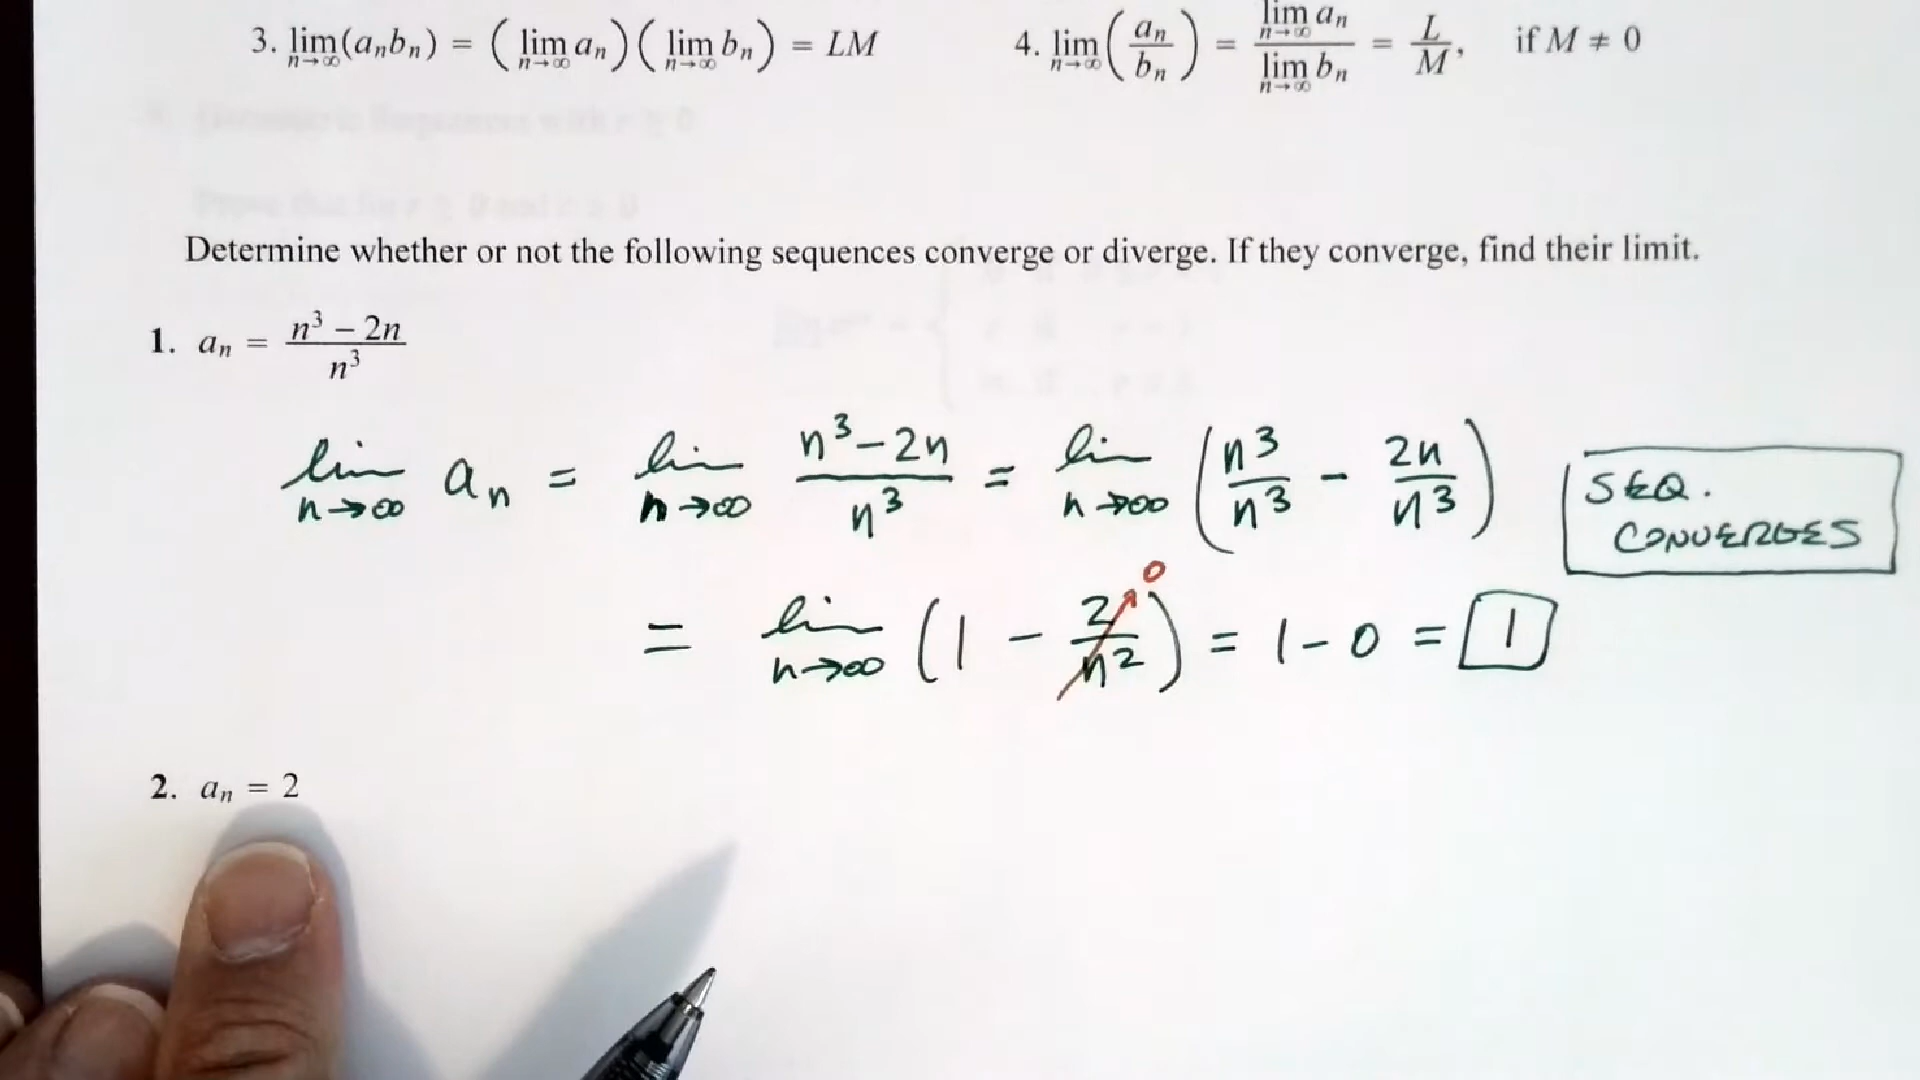 3. lim n→∞ (aₙbₙ) = (lim n→∞ aₙ)(lim n→∞ bₙ) = LM
4. lim n→∞ (aₙ/bₙ) = lim n→∞ aₙ / lim n→∞ bₙ = L/M, if M ≠ 0
Determine whether or not the following sequences converge or diverge. If they converge, find their limit.
1. aₙ = (n³ − 2n)/n³
lim n→∞ aₙ = lim n→∞ (n³ − 2n)/n³ = lim n→∞ (n³/n³ − 2n/n³)
SEQ.
CONVERGES
= lim n→∞ (1 − 2/n²) = 1 − 0 = 1
0
2. aₙ = 2